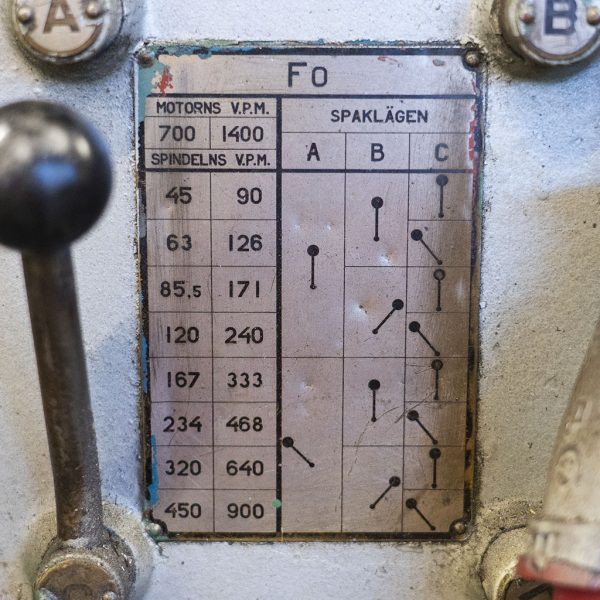 A
B
FO
MOTORNS V.P.M.
SPAKLÄGEN
700 1400
SPINDELNS V.P.M.
A B C
45 90
63 126
85,5 171
120 240
167 333
234 468
320 640
450 900